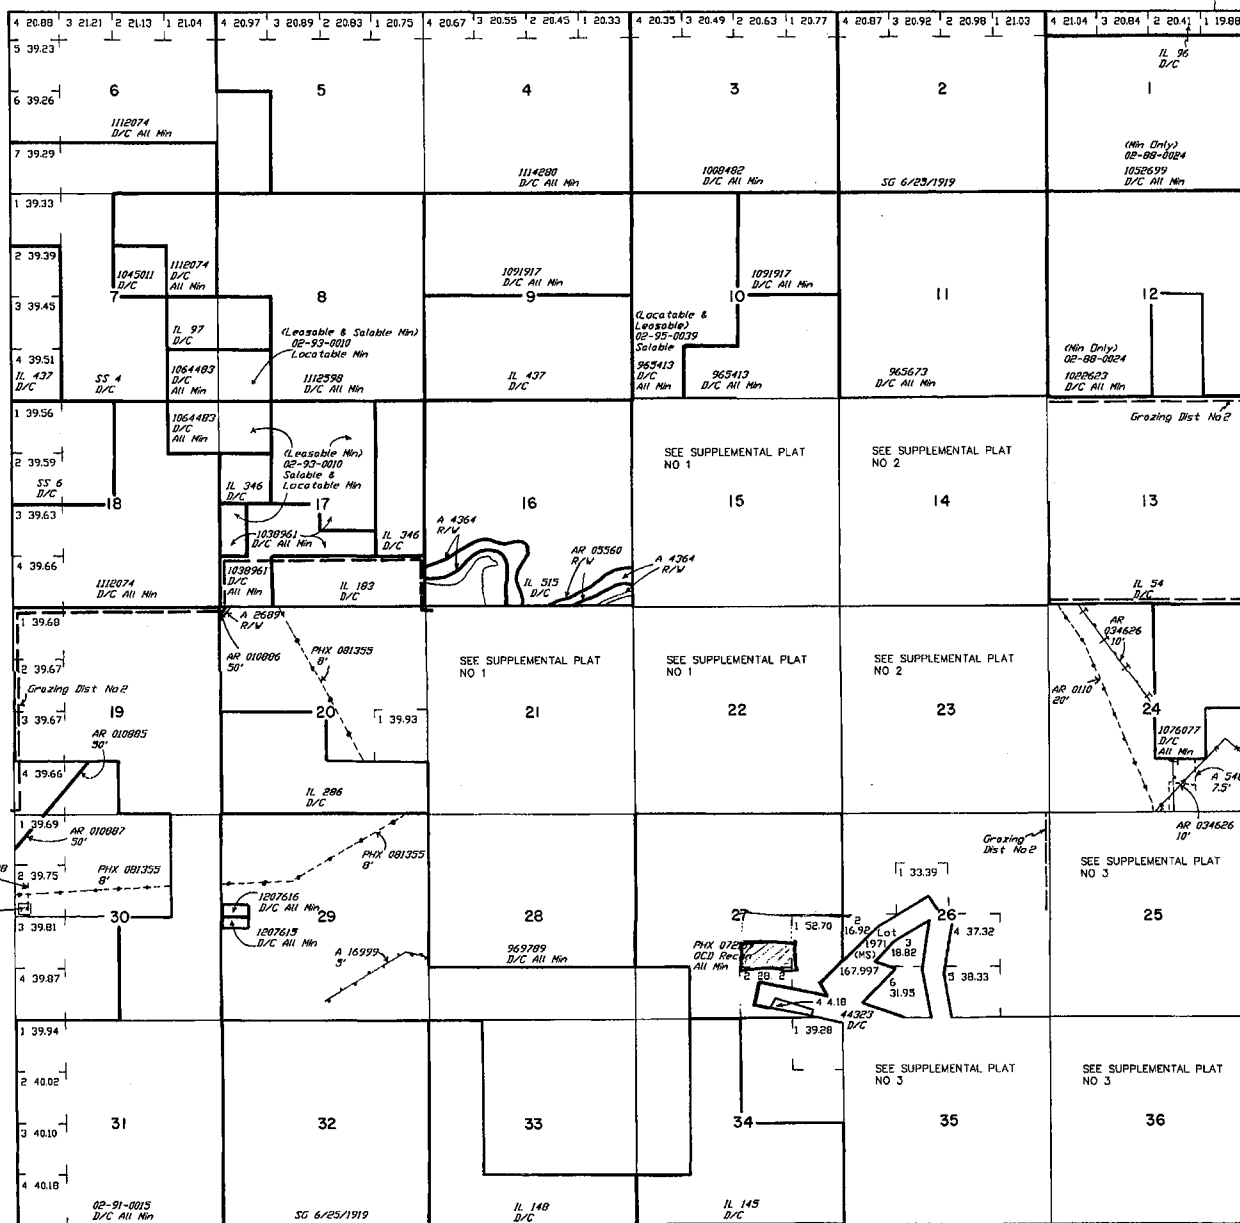 4 20.88 3 21.21 2 21.13 1 21.04 4 20.97 3 20.89 2 20.83 1 20.75 4 20.67 3 20.55 2 20.45 1 20.33 4 20.35 3 20.49 2 20.63 1 20.77 4 20.87 3 20.92 2 20.98 1 21.03 4 21.04 3 20.84 2 20.41 1 19.88
5 39.23
6 39.26
7 39.29
6
1112074
D/C All Min
5
4
1114280
D/C All Min
3
1008482
D/C All Min
2
SG 6/25/1919
IL 96
D/C
1
(Min Only)
02-88-0024
1052699
D/C All Min
1 39.33
2 39.39
3 39.45
4 39.51
IL 437
D/C
1045011
D/C
1112074
D/C
All Min
7
IL 97
D/C
1064483
D/C
All Min
SS 4
D/C
8
(Leasable & Salable Min)
02-93-0010
Locatable Min
1112598
D/C All Min
1091917
D/C All Min
9
IL 437
D/C
10
1091917
D/C All Min
(Locatable &
Leasable)
02-95-0039
Salable
965413
D/C
All Min
965413
D/C All Min
11
965673
D/C All Min
12
(Min Only)
02-88-0024
1022623
D/C All Min
1 39.56
2 39.59
SS 6
D/C
3 39.63
4 39.66
18
1112074
D/C All Min
1064483
D/C
All Min
(Leasable Min)
02-93-0010
Salable &
Locatable Min
IL 346
D/C
17
1038961
D/C All Min
IL 346
D/C
1038961
D/C
All Min
IL 183
D/C
16
A 4364
R/W
AR 05560
R/W
A 4364
R/W
IL 515
D/C
SEE SUPPLEMENTAL PLAT
NO 1
15
SEE SUPPLEMENTAL PLAT
NO 2
14
Grazing Dist No 2
13
IL 54
D/C
1 39.68
2 39.67
Grazing Dist No 2
3 39.67
19
AR 010885
50'
4 39.66
A 2689
R/W
AR 010886
50'
PHX 081355
8'
20
1 39.93
IL 286
D/C
SEE SUPPLEMENTAL PLAT
NO 1
21
SEE SUPPLEMENTAL PLAT
NO 1
22
SEE SUPPLEMENTAL PLAT
NO 2
23
AR
034626
10'
AR 0110
20'
24
1076077
D/C
All Min
7.5'
AR 034626
10'
1 39.69
AR 010887
50'
2 39.75
PHX 081355
8'
30
3 39.81
4 39.87
PHX 081355
8'
1207616
D/C All Min
29
1207615
D/C All Min
A 16999
28
969789
D/C All Min
27
1 52.70
All Min
4 4.18
Grazing
Dist No 2
1 33.39
26
2
16.92
Lot
1971
(MS)
167.997
3
18.82
4 37.32
5 38.33
6
31.95
44323
D/C
SEE SUPPLEMENTAL PLAT
NO 3
25
1 39.94
2 40.02
3 40.10
31
4 40.18
02-91-0015
D/C All Min
32
SG 6/25/1919
33
IL 148
D/C
1 39.28
34
IL 145
D/C
SEE SUPPLEMENTAL PLAT
NO 3
35
SEE SUPPLEMENTAL PLAT
NO 3
36